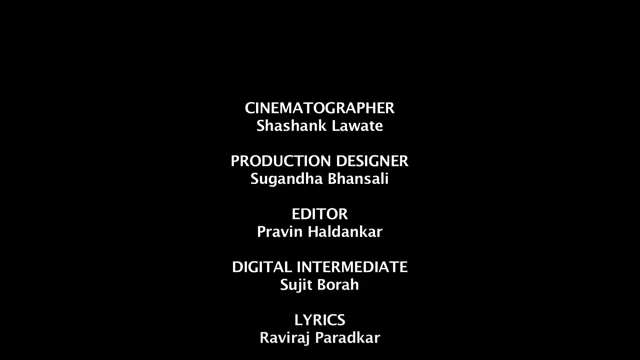 CINEMATOGRAPHER
Shashank Lawate
PRODUCTION DESIGNER
Sugandha Bhansali
EDITOR
Pravin Haldankar
DIGITAL INTERMEDIATE
Sujit Borah
LYRICS
Raviraj Paradkar